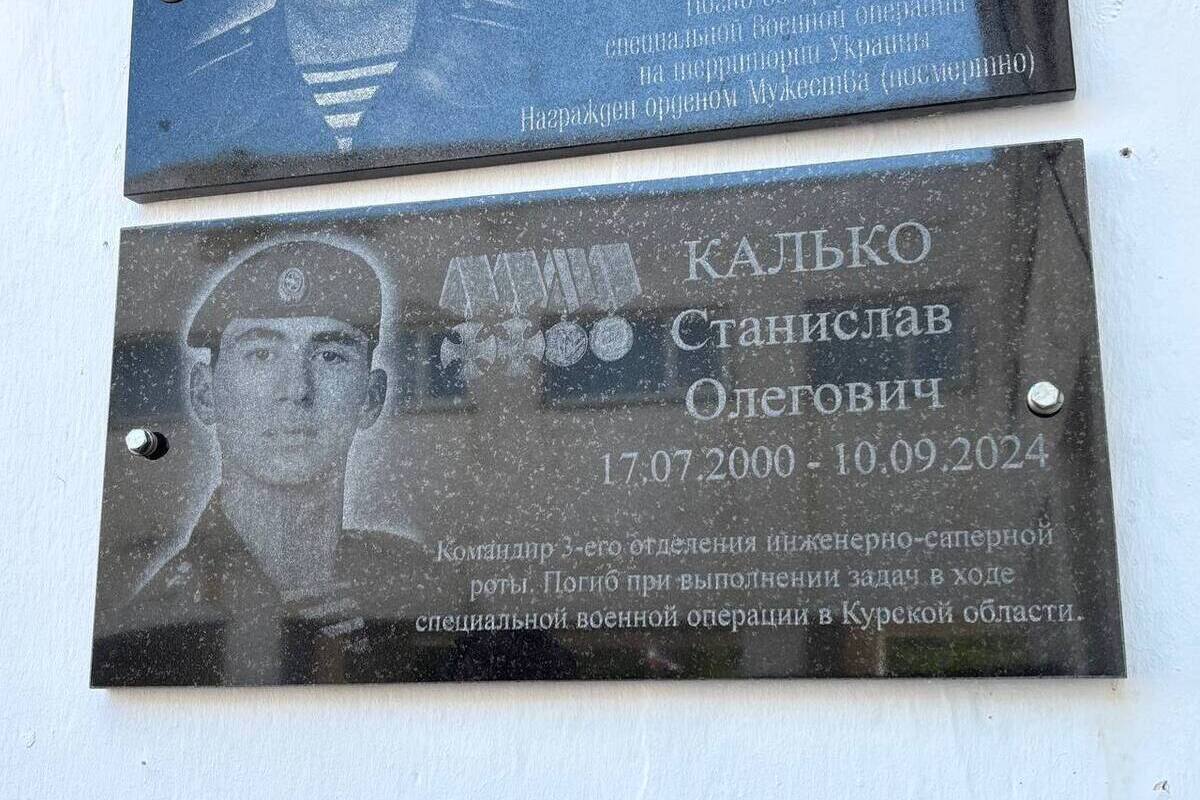 специальной военной операции
на территории Украины
Награжден орденом Мужества (посмертно)
КАЛЬКО
Станислав
Олегович
17.07.2000 - 10.09.2024
Командир 3-его отделения инженерно-саперной
роты. Погиб при выполнении задач в ходе
специальной военной операции в Курской области.